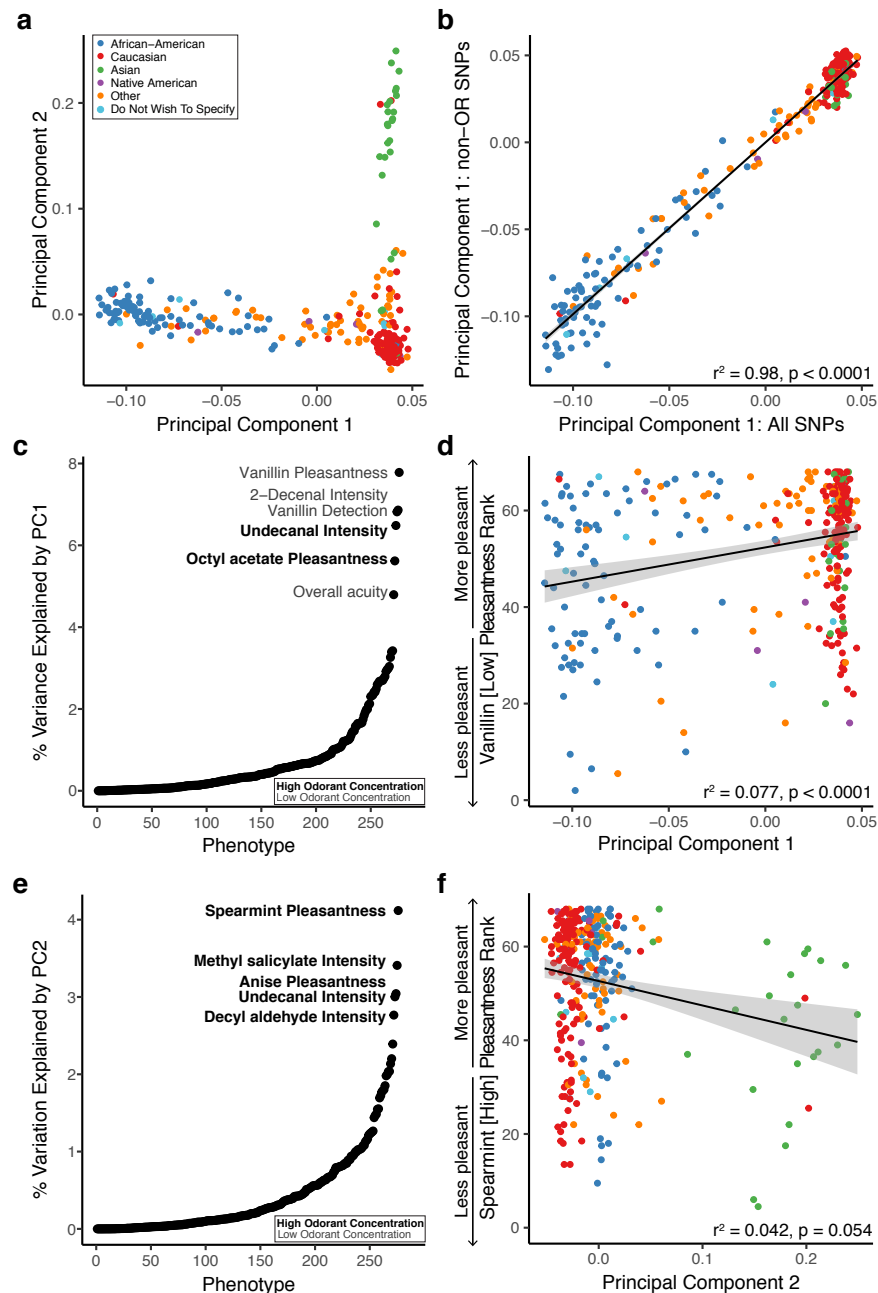 a
African−American
Caucasian
Asian
Native American
Other
Do Not Wish To Specify
Principal Component 2
0.2
0.1
0.0
−0.10
−0.05
0.00
0.05
Principal Component 1
b
Principal Component 1: non−OR SNPs
0.05
0.00
−0.05
−0.10
r² = 0.98, p < 0.0001
−0.10
−0.05
0.00
0.05
Principal Component 1: All SNPs
c
% Variance Explained by PC1
8
6
4
2
0
Vanillin Pleasantness
2−Decenal Intensity
Vanillin Detection
Undecanal Intensity
Octyl acetate Pleasantness
Overall acuity
High Odorant Concentration
Low Odorant Concentration
0
50
100
150
200
250
Phenotype
d
More pleasant
Less pleasant
Vanillin [Low] Pleasantness Rank
60
40
20
0
r² = 0.077, p < 0.0001
−0.10
−0.05
0.00
0.05
Principal Component 1
e
% Variation Explained by PC2
4
3
2
1
0
Spearmint Pleasantness
Methyl salicylate Intensity
Anise Pleasantness
Undecanal Intensity
Decyl aldehyde Intensity
High Odorant Concentration
Low Odorant Concentration
0
50
100
150
200
250
Phenotype
f
More pleasant
Less pleasant
Spearmint [High] Pleasantness Rank
60
40
20
0
r² = 0.042, p = 0.054
0.0
0.1
0.2
Principal Component 2